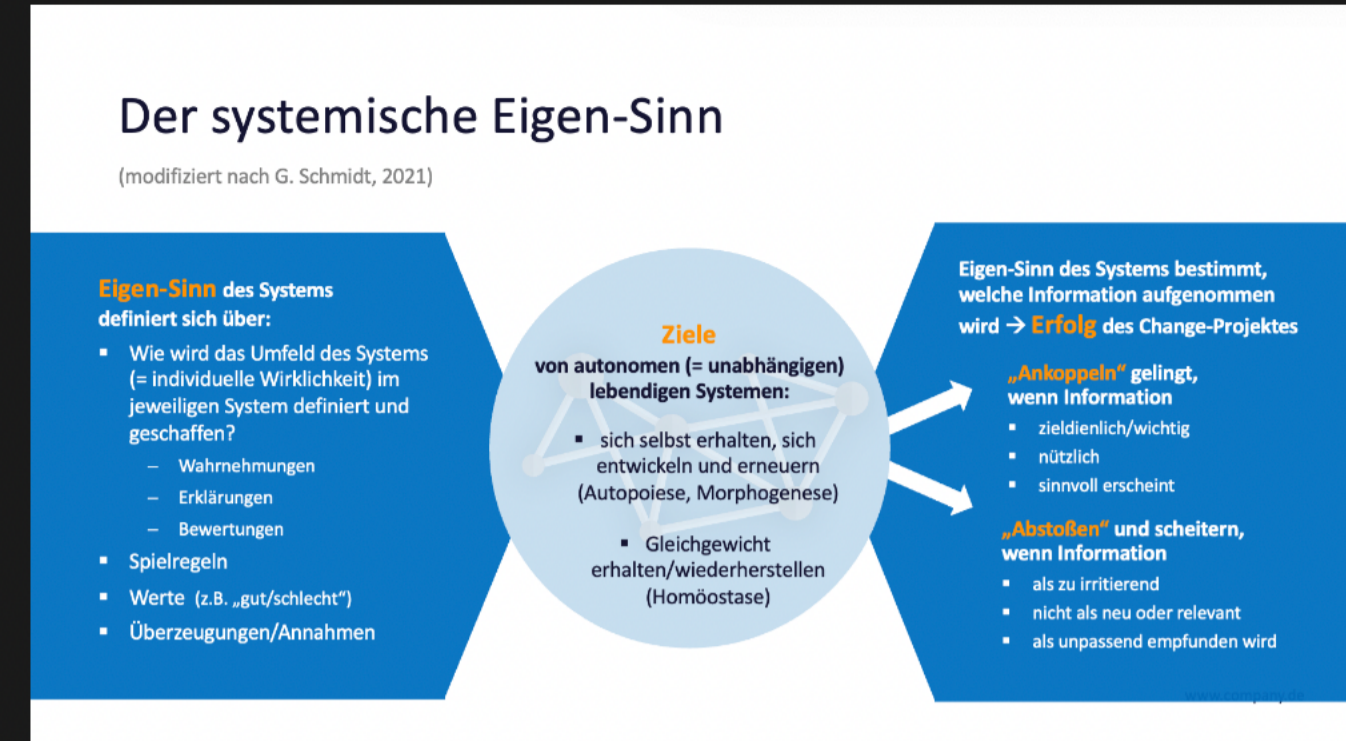 Der systemische Eigen-Sinn
(modifiziert nach G. Schmidt, 2021)
Eigen-Sinn des Systems
definiert sich über:
▪ Wie wird das Umfeld des Systems
(= individuelle Wirklichkeit) im
jeweiligen System definiert und
geschaffen?
– Wahrnehmungen
– Erklärungen
– Bewertungen
▪ Spielregeln
▪ Werte (z.B. „gut/schlecht“)
▪ Überzeugungen/Annahmen
Ziele
von autonomen (= unabhängigen)
lebendigen Systemen:
▪ sich selbst erhalten, sich
entwickeln und erneuern
(Autopoiese, Morphogenese)
▪ Gleichgewicht
erhalten/wiederherstellen
(Homöostase)
Eigen-Sinn des Systems bestimmt,
welche Information aufgenommen
wird → Erfolg des Change-Projektes
„Ankoppeln“ gelingt,
wenn Information
▪ zieldienlich/wichtig
▪ nützlich
▪ sinnvoll erscheint
„Abstoßen“ und scheitern,
wenn Information
▪ als zu irritierend
▪ nicht als neu oder relevant
▪ als unpassend empfunden wird
www.company.de